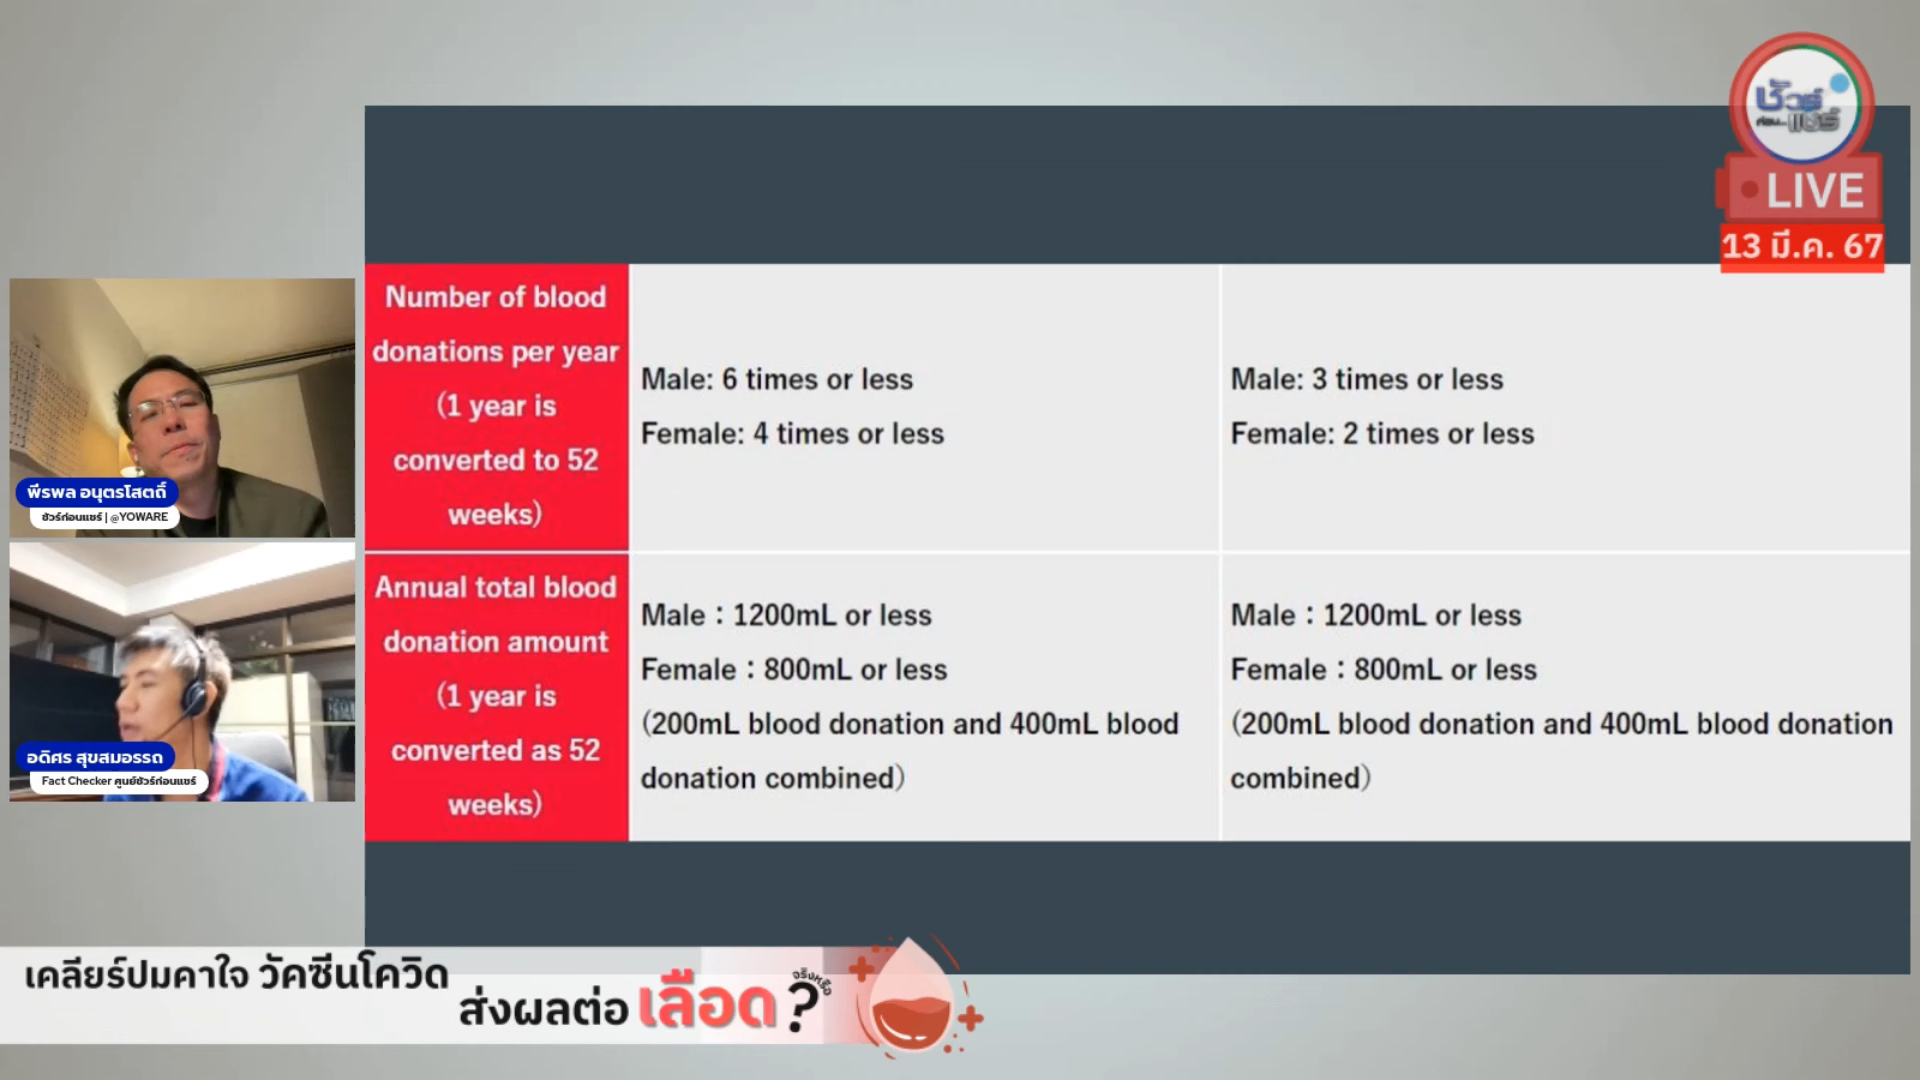 ชัวร์
ก่อน...
แชร์
LIVE
13 มี.ค. 67
Number of blood
donations per year
(1 year is
converted to 52
weeks)
Male: 6 times or less
Female: 4 times or less
Male: 3 times or less
Female: 2 times or less
Annual total blood
donation amount
(1 year is
converted as 52
weeks)
Male：1200mL or less
Female：800mL or less
(200mL blood donation and 400mL blood
donation combined)
Male：1200mL or less
Female：800mL or less
(200mL blood donation and 400mL blood donation
combined)
พีรพล อนุตรโสตถิ์
ชัวร์ก่อนแชร์ | @YOWARE
อดิศร สุขสมอรรถ
Fact Checker ศูนย์ชัวร์ก่อนแชร์
เคลียร์ปมคาใจ วัคซีนโควิด
ส่งผลต่อ เลือด ?
จริงหรือ